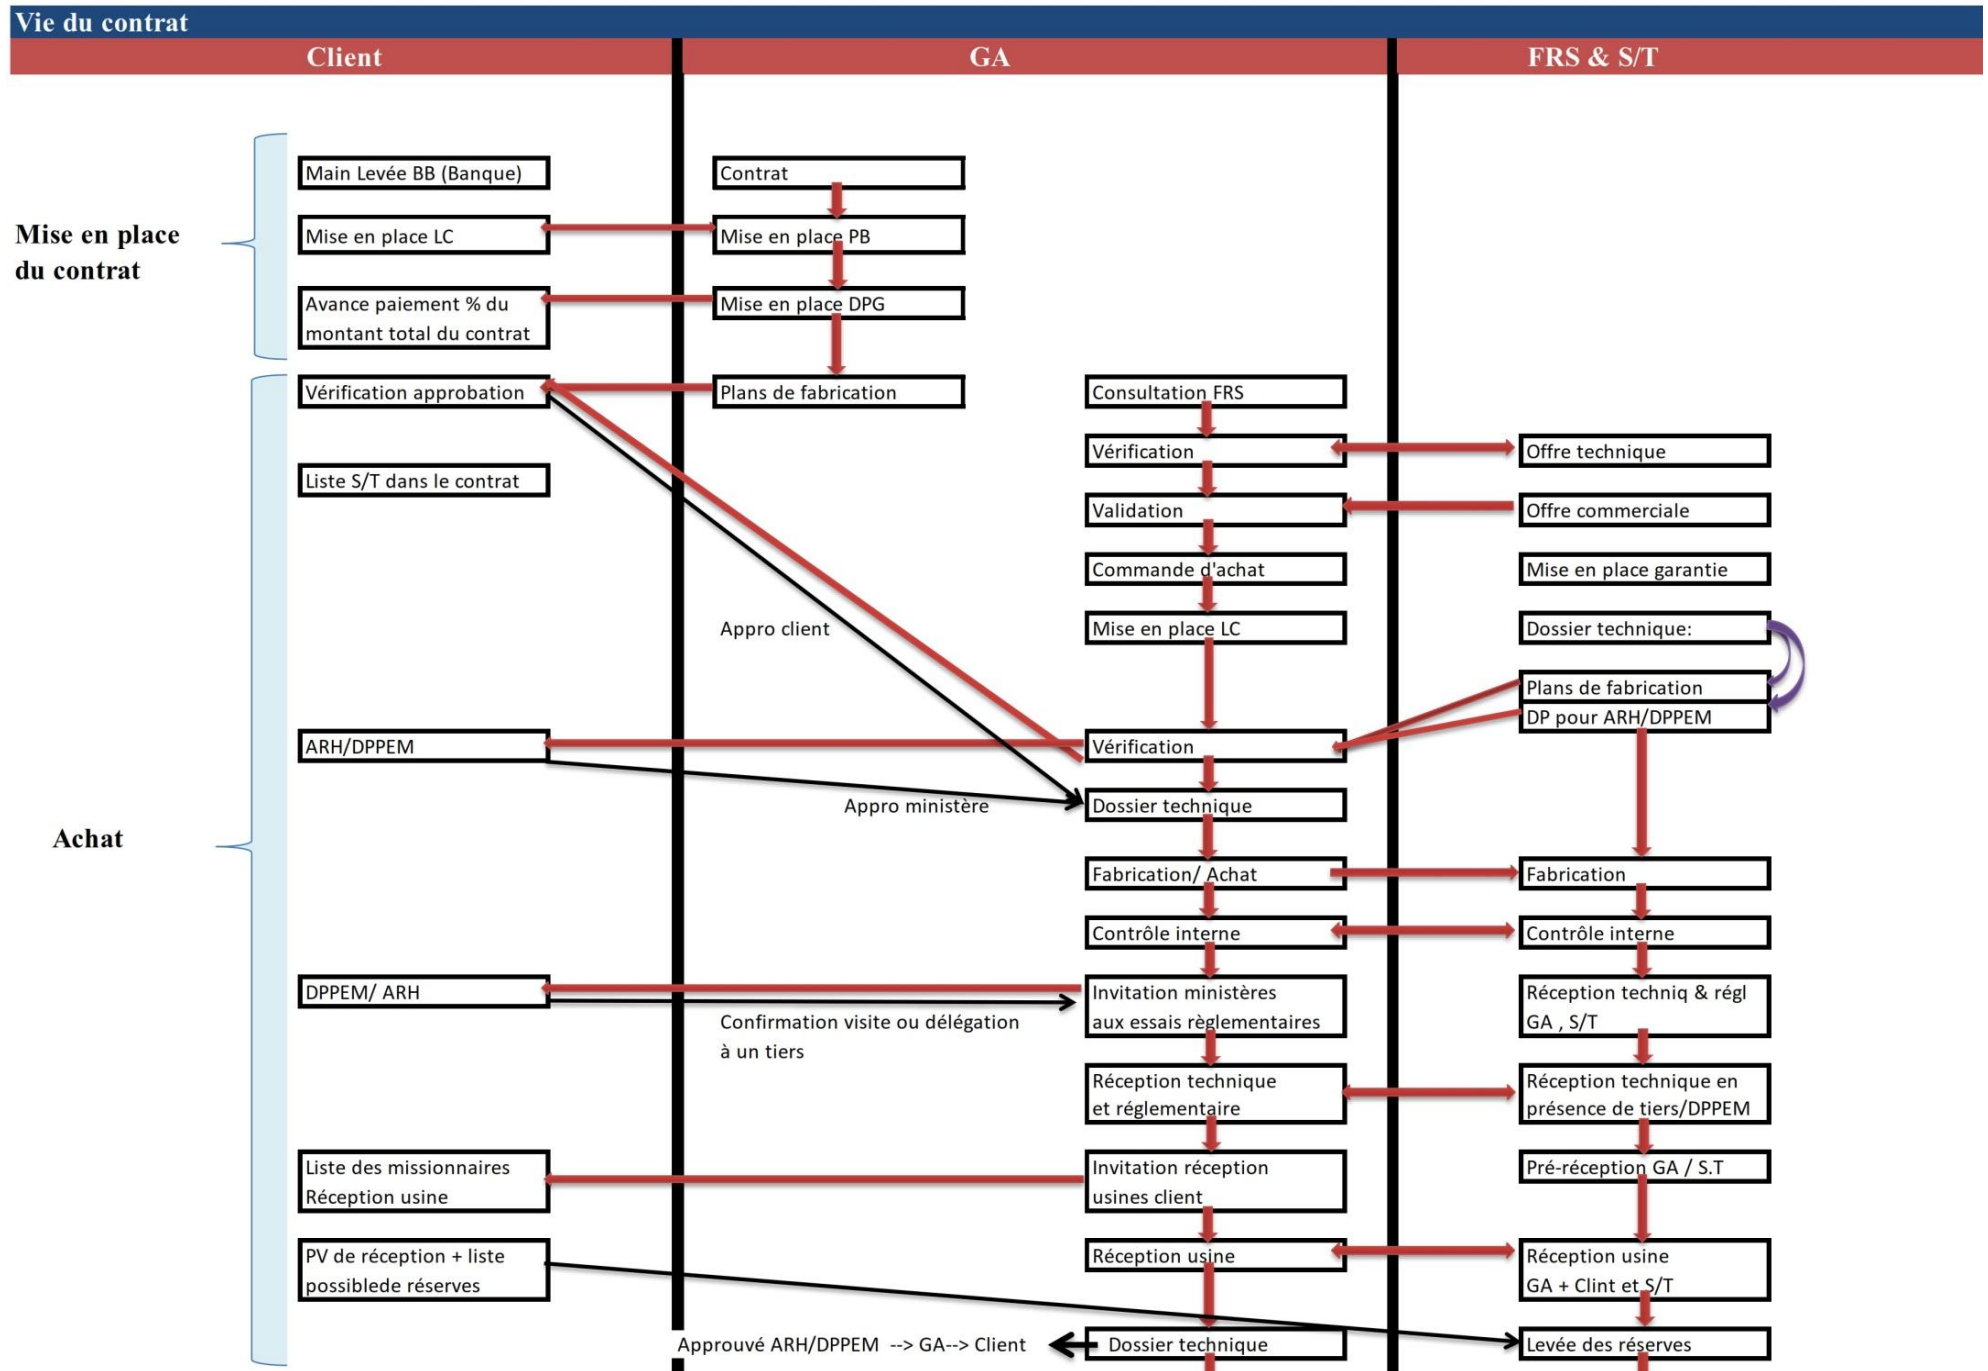 Vie du contrat
Client
GA
FRS & S/T
Mise en place
du contrat
Main Levée BB (Banque)
Contrat
Mise en place LC
Mise en place PB
Avance paiement % du
montant total du contrat
Mise en place DPG
Achat
Vérification approbation
Plans de fabrication
Consultation FRS
Vérification
Offre technique
Liste S/T dans le contrat
Validation
Offre commerciale
Commande d'achat
Mise en place garantie
Appro client
Mise en place LC
Dossier technique:
Plans de fabrication
DP pour ARH/DPPEM
ARH/DPPEM
Vérification
Appro ministère
Dossier technique
Fabrication/ Achat
Fabrication
Contrôle interne
Contrôle interne
DPPEM/ ARH
Confirmation visite ou délégation
à un tiers
Invitation ministères
aux essais règlementaires
Réception techniq & régl
GA , S/T
Réception technique
et réglementaire
Réception technique en
présence de tiers/DPPEM
Liste des missionnaires
Réception usine
Invitation réception
usines client
Pré-réception GA / S.T
PV de réception + liste
possiblede réserves
Réception usine
Réception usine
GA + Clint et S/T
Approuvé ARH/DPPEM --> GA--> Client
Dossier technique
Levée des réserves